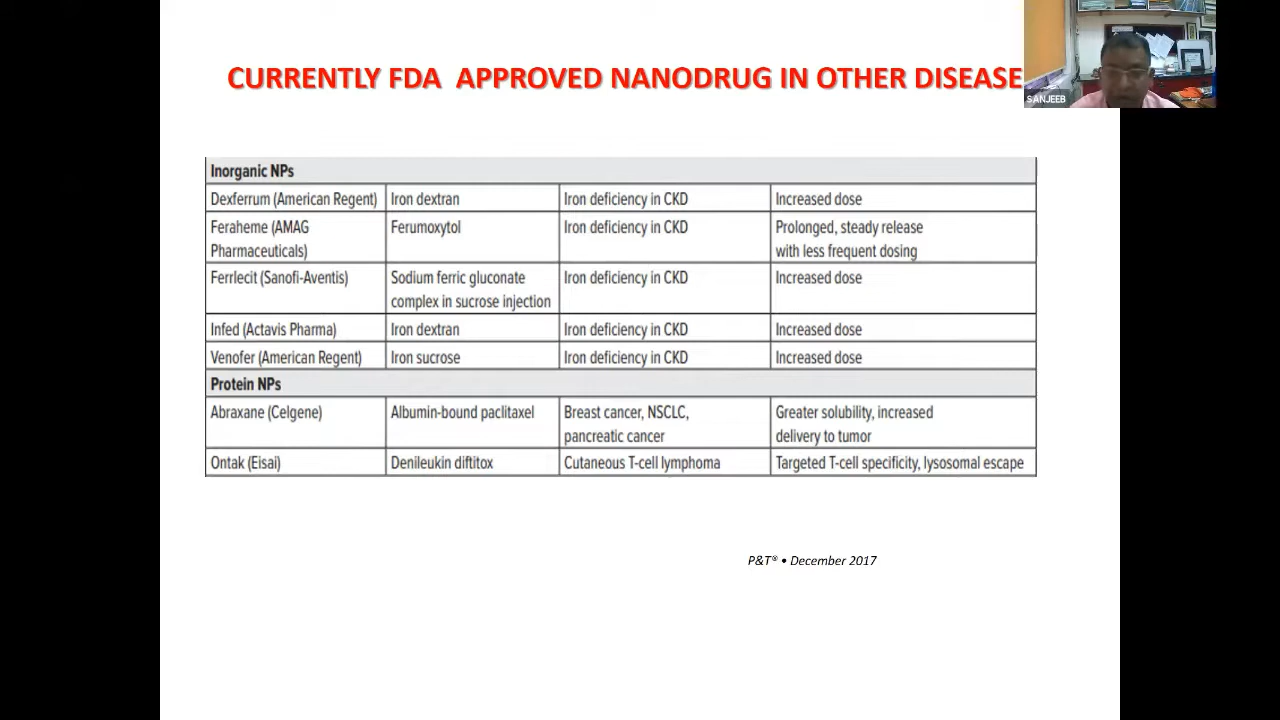 CURRENTLY FDA APPROVED NANODRUG IN OTHER DISEASE
SANJEEB
Inorganic NPs
Dexferrum (American Regent) Iron dextran Iron deficiency in CKD Increased dose
Feraheme (AMAG Ferumoxytol Iron deficiency in CKD Prolonged, steady release
Pharmaceuticals) with less frequent dosing
Ferrlecit (Sanofi-Aventis) Sodium ferric gluconate Iron deficiency in CKD Increased dose
complex in sucrose injection
Infed (Actavis Pharma) Iron dextran Iron deficiency in CKD Increased dose
Venofer (American Regent) Iron sucrose Iron deficiency in CKD Increased dose
Protein NPs
Abraxane (Celgene) Albumin-bound paclitaxel Breast cancer, NSCLC, Greater solubility, increased
pancreatic cancer delivery to tumor
Ontak (Eisai) Denileukin diftitox Cutaneous T-cell lymphoma Targeted T-cell specificity, lysosomal escape
P&T® • December 2017